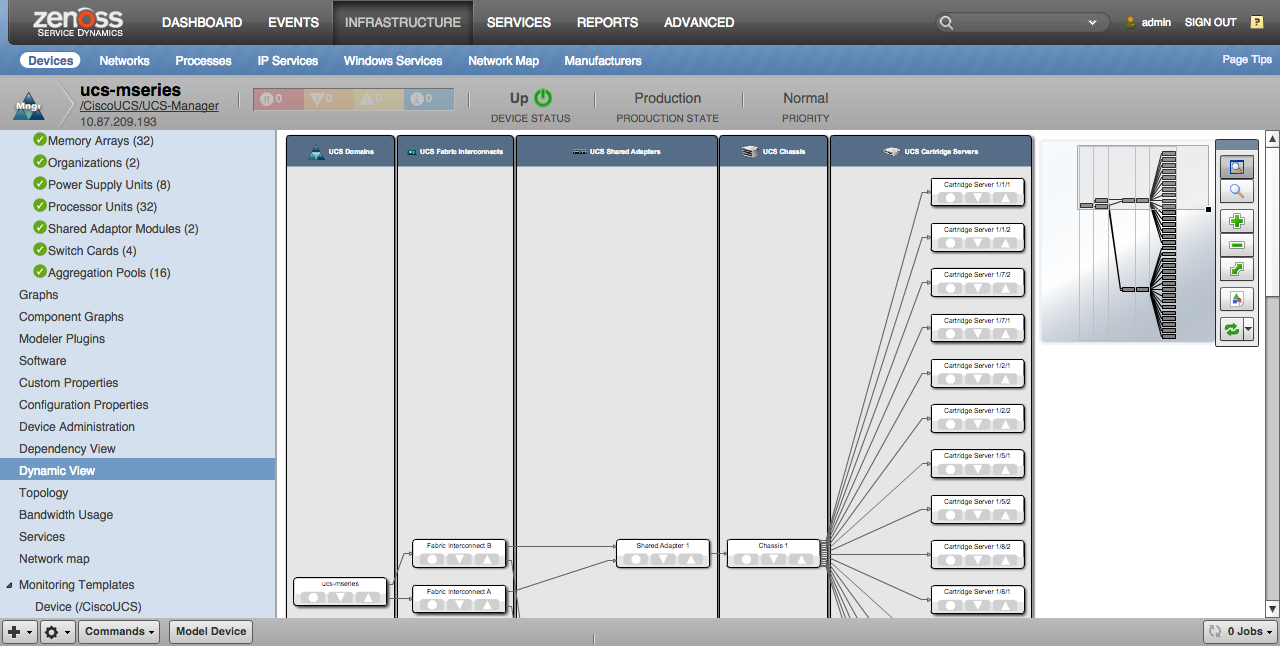 zenoss
SERVICE DYNAMICS
DASHBOARD EVENTS INFRASTRUCTURE SERVICES REPORTS ADVANCED
admin SIGN OUT ?
Devices Networks Processes IP Services Windows Services Network Map Manufacturers
Page Tips
Mngr
ucs-mseries
/CiscoUCS/UCS-Manager
10.87.209.193
0 0 0 0
Up
DEVICE STATUS
Production
PRODUCTION STATE
Normal
PRIORITY
Memory Arrays (32)
Organizations (2)
Power Supply Units (8)
Processor Units (32)
Shared Adaptor Modules (2)
Switch Cards (4)
Aggregation Pools (16)
Graphs
Component Graphs
Modeler Plugins
Software
Custom Properties
Configuration Properties
Device Administration
Dependency View
Dynamic View
Topology
Bandwidth Usage
Services
Network map
Monitoring Templates
Device (/CiscoUCS)
UCS Domains
UCS Fabric Interconnects
UCS Shared Adapters
UCS Chassis
UCS Cartridge Servers
Cartridge Server 1/1/1
Cartridge Server 1/1/2
Cartridge Server 1/7/2
Cartridge Server 1/7/1
Cartridge Server 1/2/1
Cartridge Server 1/2/2
Cartridge Server 1/5/1
Cartridge Server 1/5/2
Cartridge Server 1/8/2
Cartridge Server 1/8/1
Fabric Interconnect B
Shared Adapter 1
Chassis 1
ucs-mseries
Fabric Interconnect A
Commands
Model Device
0 Jobs